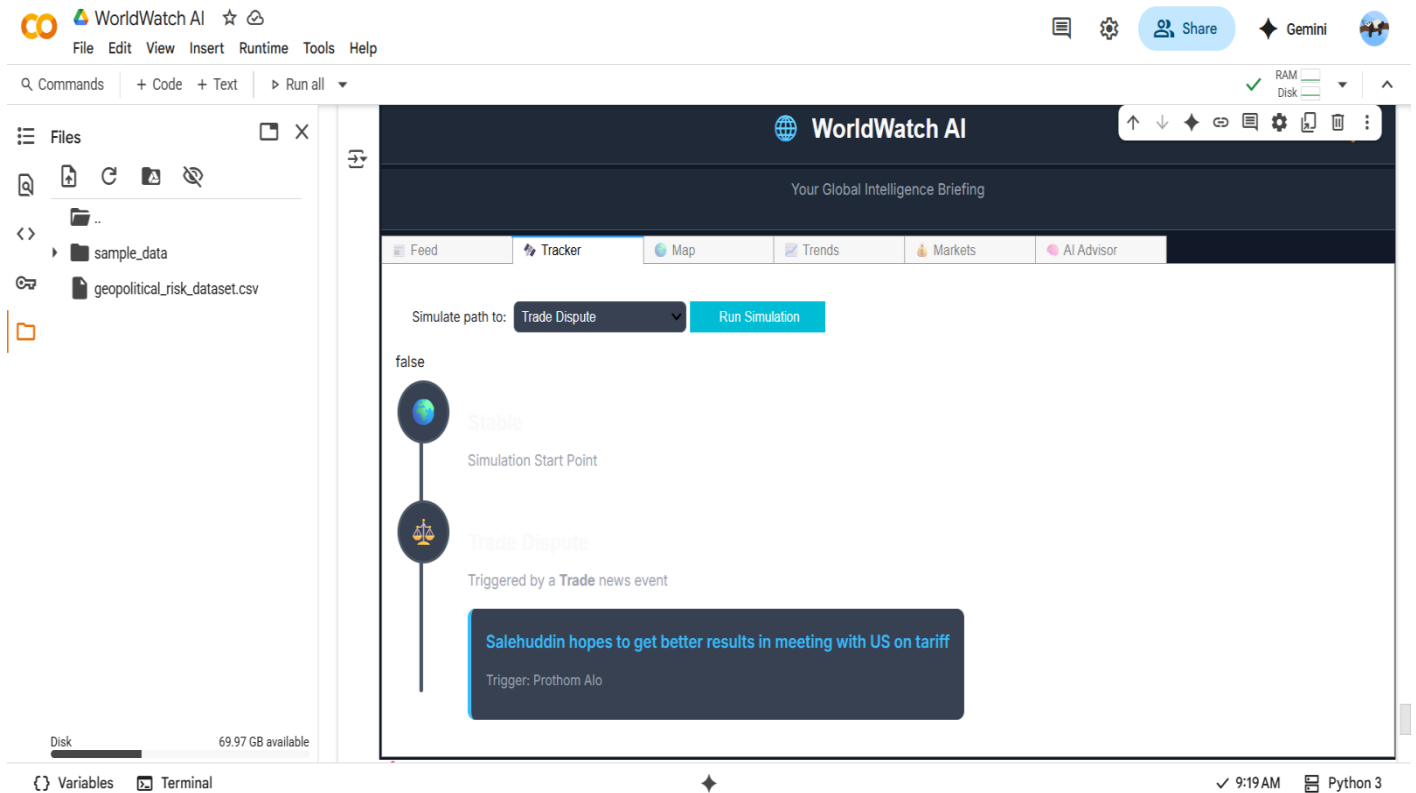 WorldWatch AI
File Edit View Insert Runtime Tools Help
Share
Gemini
Commands + Code + Text Run all
RAM
Disk
Files
..
sample_data
geopolitical_risk_dataset.csv
Disk 69.97 GB available
WorldWatch AI
Your Global Intelligence Briefing
Feed Tracker Map Trends Markets AI Advisor
Simulate path to: Trade Dispute Run Simulation
false
Stable
Simulation Start Point
Trade Dispute
Triggered by a Trade news event
Salehuddin hopes to get better results in meeting with US on tariff
Trigger: Prothom Alo
{} Variables Terminal 9:19 AM Python 3